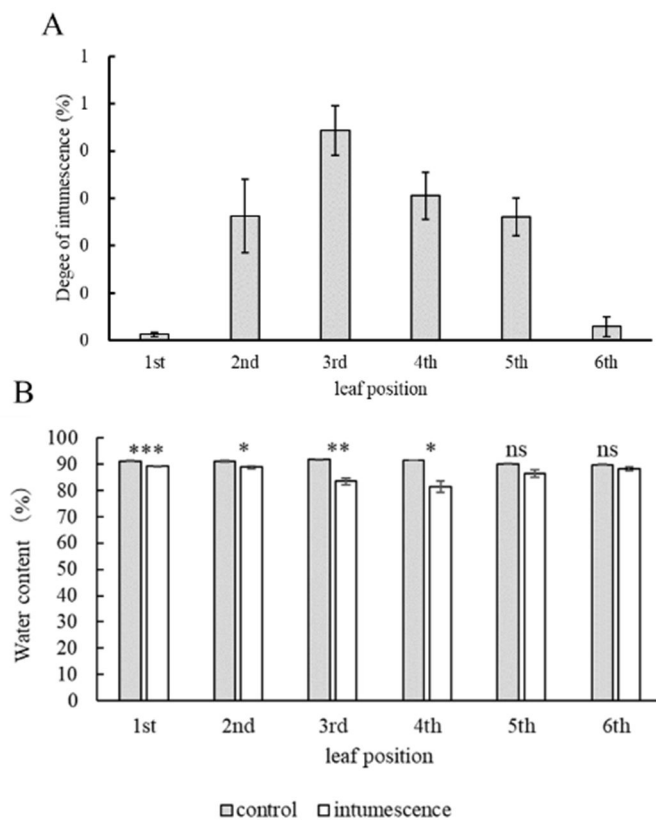 A
Degee of intumescence (%)
1
1
0
0
0
0
0
1st 2nd 3rd 4th 5th 6th
leaf position
B
Water content (%)
100
90
80
70
60
50
40
30
20
10
0
*** * ** * ns ns
1st 2nd 3rd 4th 5th 6th
leaf position
control intumescence